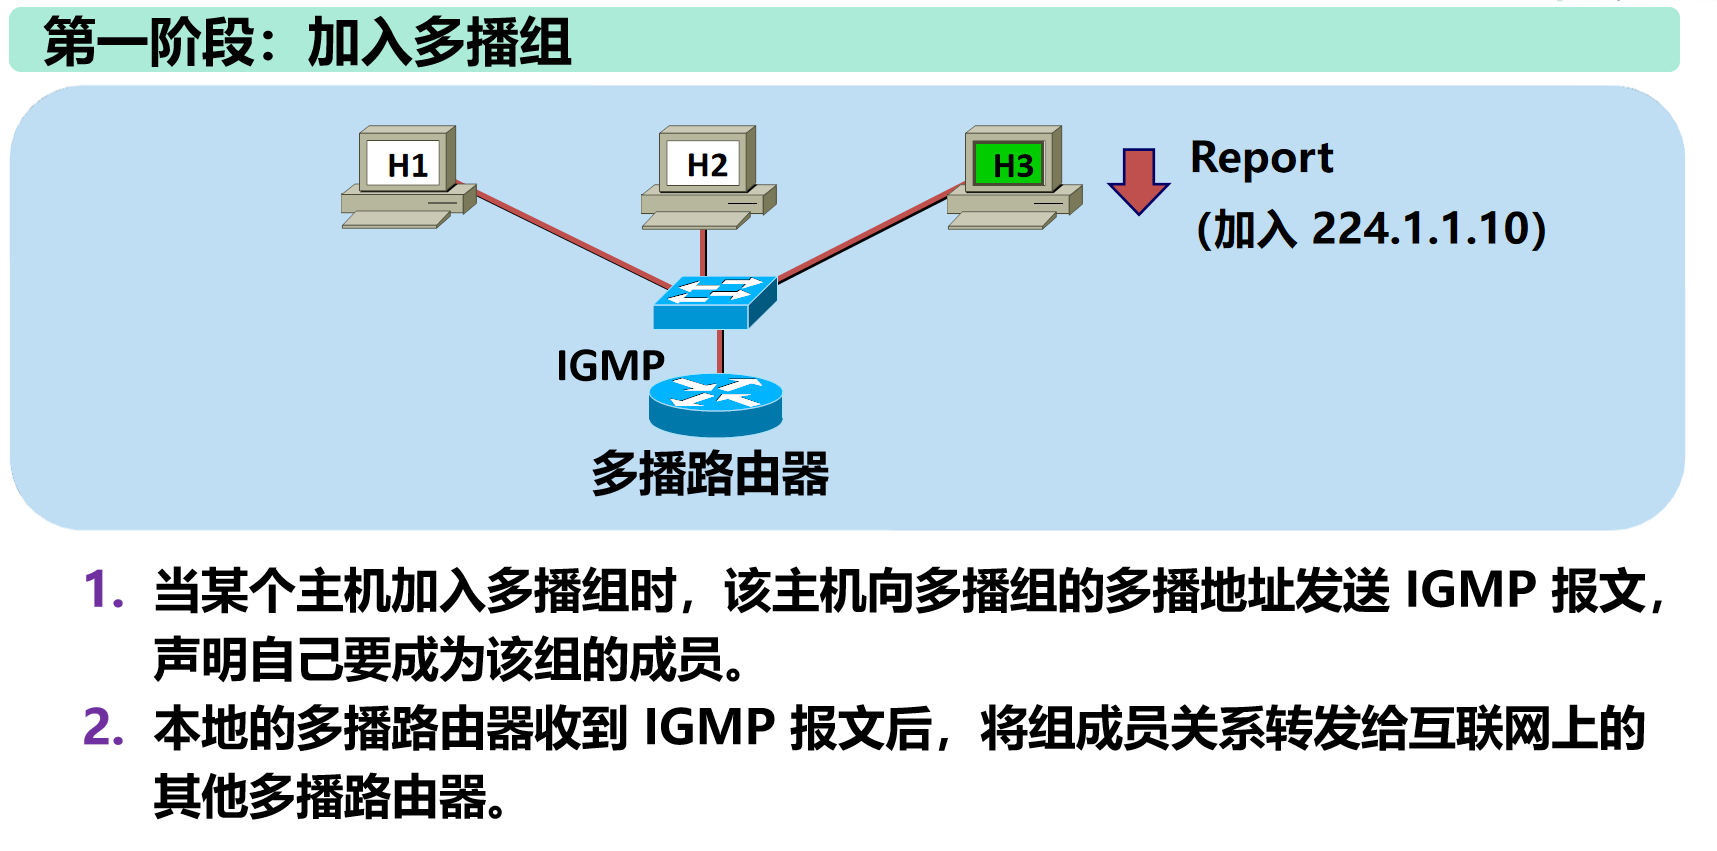 第一阶段：加入多播组
H1
H2
H3
Report
(加入 224.1.1.10)
IGMP
多播路由器
1. 当某个主机加入多播组时，该主机向多播组的多播地址发送 IGMP 报文，
声明自己要成为该组的成员。
2. 本地的多播路由器收到 IGMP 报文后，将组成员关系转发给互联网上的
其他多播路由器。